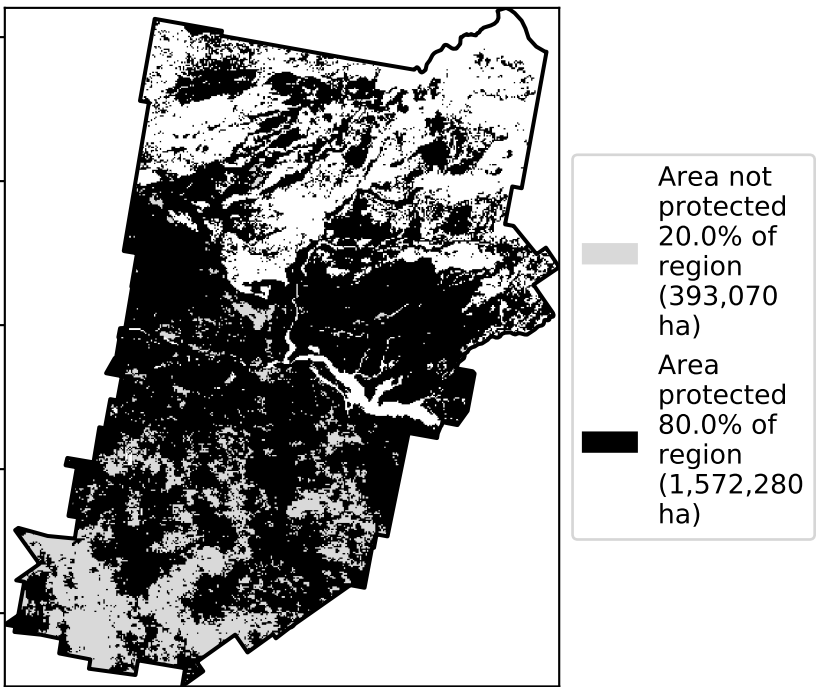 Area not
protected
20.0% of
region
(393,070
ha)
Area
protected
80.0% of
region
(1,572,280
ha)